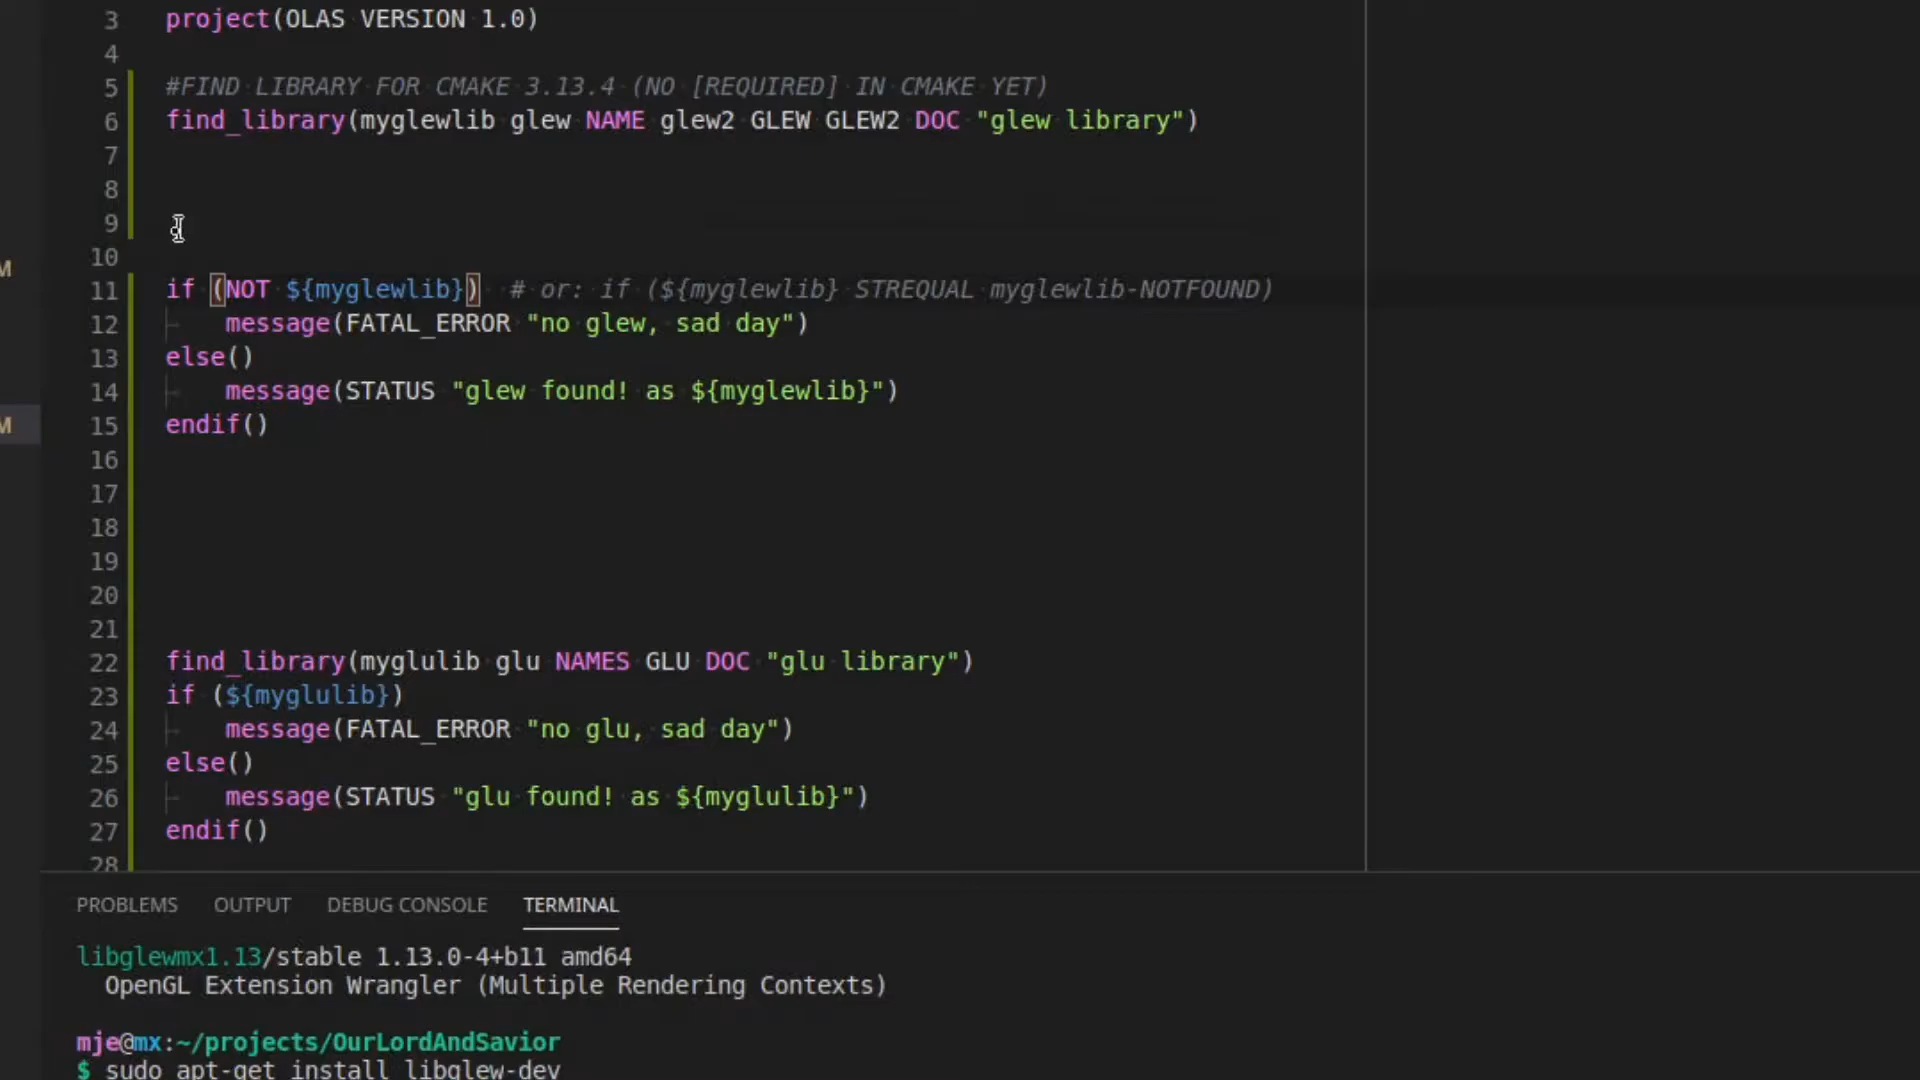 3 project(OLAS VERSION 1.0)
4
5 #FIND LIBRARY FOR CMAKE 3.13.4 (NO [REQUIRED] IN CMAKE YET)
6 find_library(myglewlib glew NAME glew2 GLEW GLEW2 DOC "glew library")
7
8
9
10
11 if (NOT ${myglewlib}) # or: if (${myglewlib} STREQUAL myglewlib-NOTFOUND)
12 message(FATAL_ERROR "no glew, sad day")
13 else()
14 message(STATUS "glew found! as ${myglewlib}")
15 endif()
16
17
18
19
20
21
22 find_library(myglulib glu NAMES GLU DOC "glu library")
23 if (${myglulib})
24 message(FATAL_ERROR "no glu, sad day")
25 else()
26 message(STATUS "glu found! as ${myglulib}")
27 endif()
28
M
M
PROBLEMS OUTPUT DEBUG CONSOLE TERMINAL
libglewmx1.13/stable 1.13.0-4+b11 amd64
OpenGL Extension Wrangler (Multiple Rendering Contexts)
mje@mx:~/projects/OurLordAndSavior
$ sudo apt-get install libglew-dev